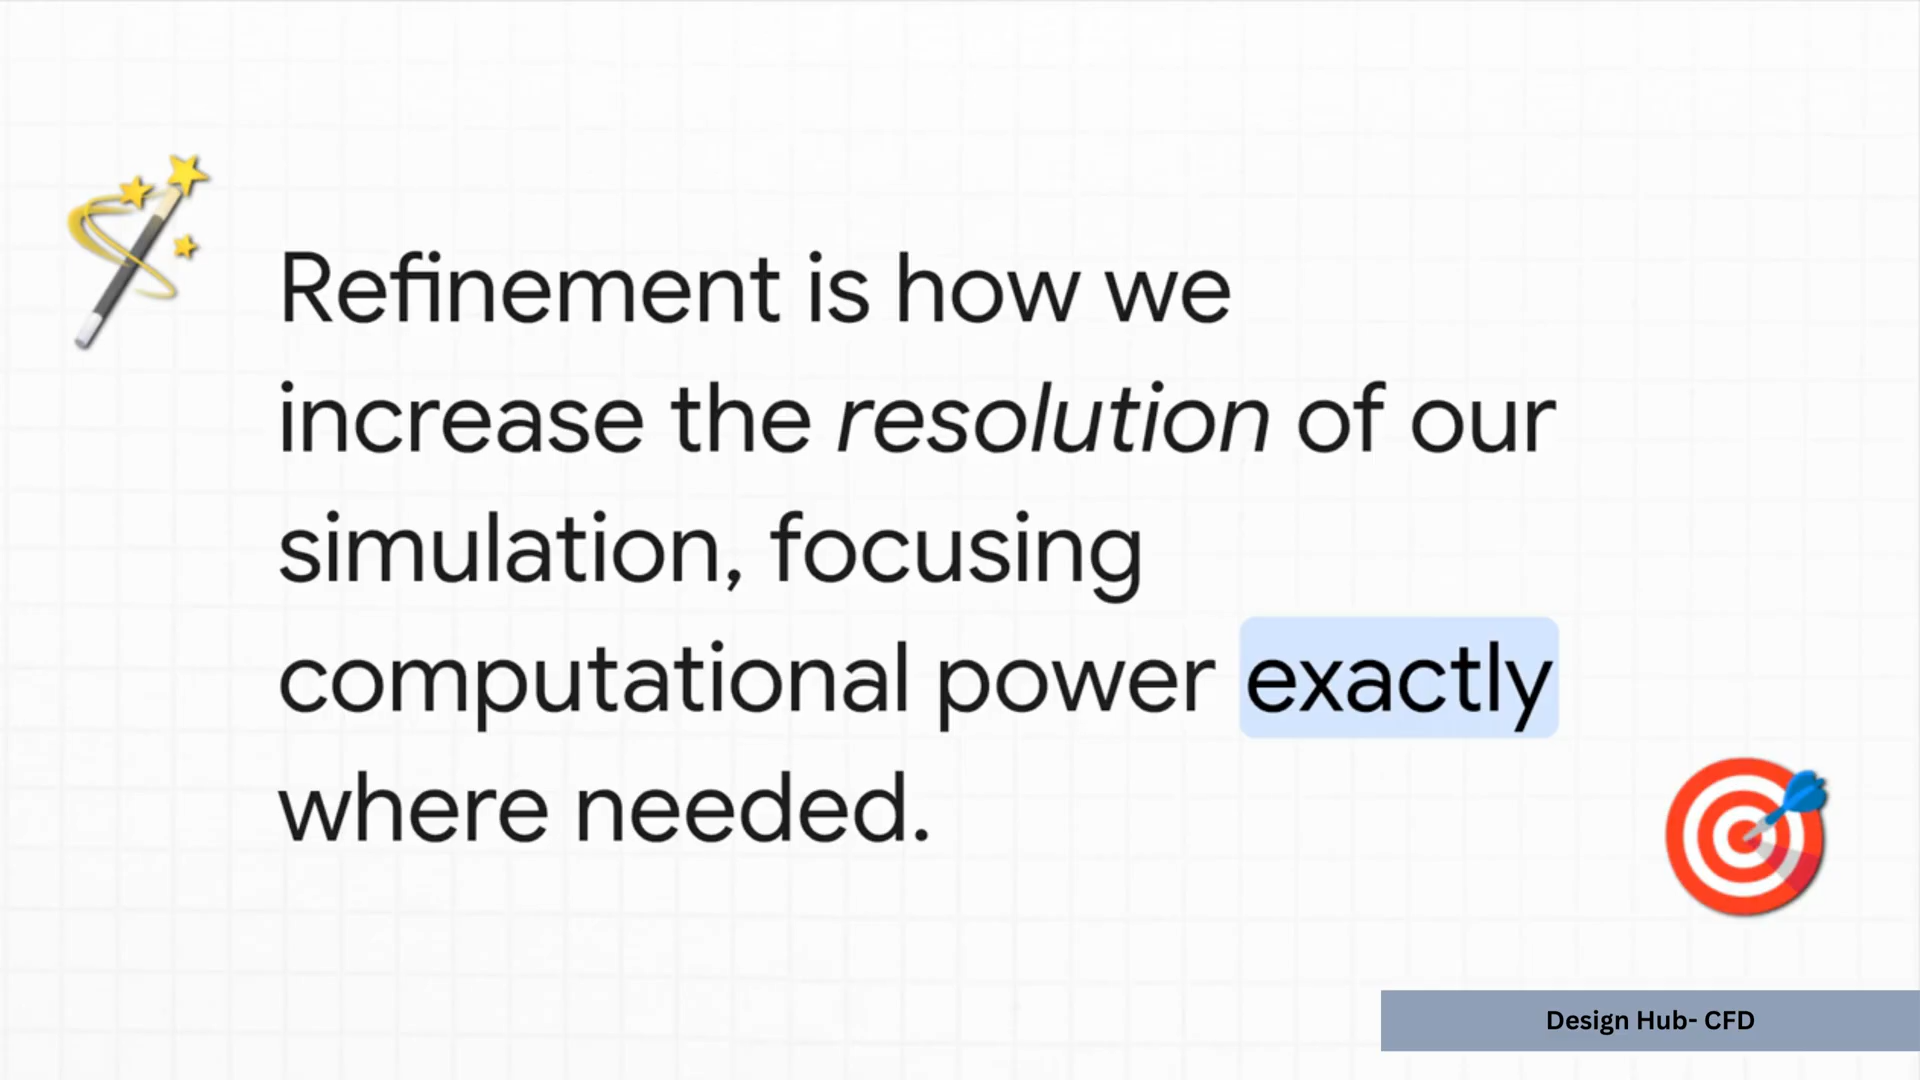 Refinement is how we
increase the resolution of our
simulation, focusing
computational power exactly
where needed.
Design Hub- CFD